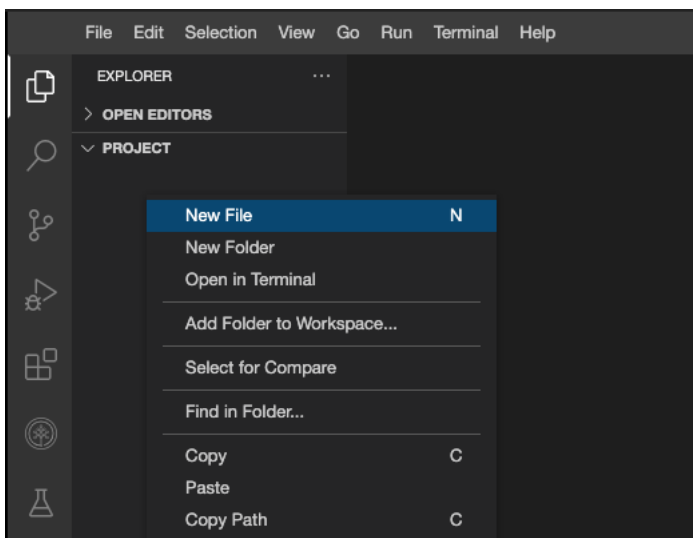 File Edit Selection View Go Run Terminal Help
EXPLORER ...
> OPEN EDITORS
PROJECT
New File N
New Folder
Open in Terminal
Add Folder to Workspace...
Select for Compare
Find in Folder...
Copy C
Paste
Copy Path C